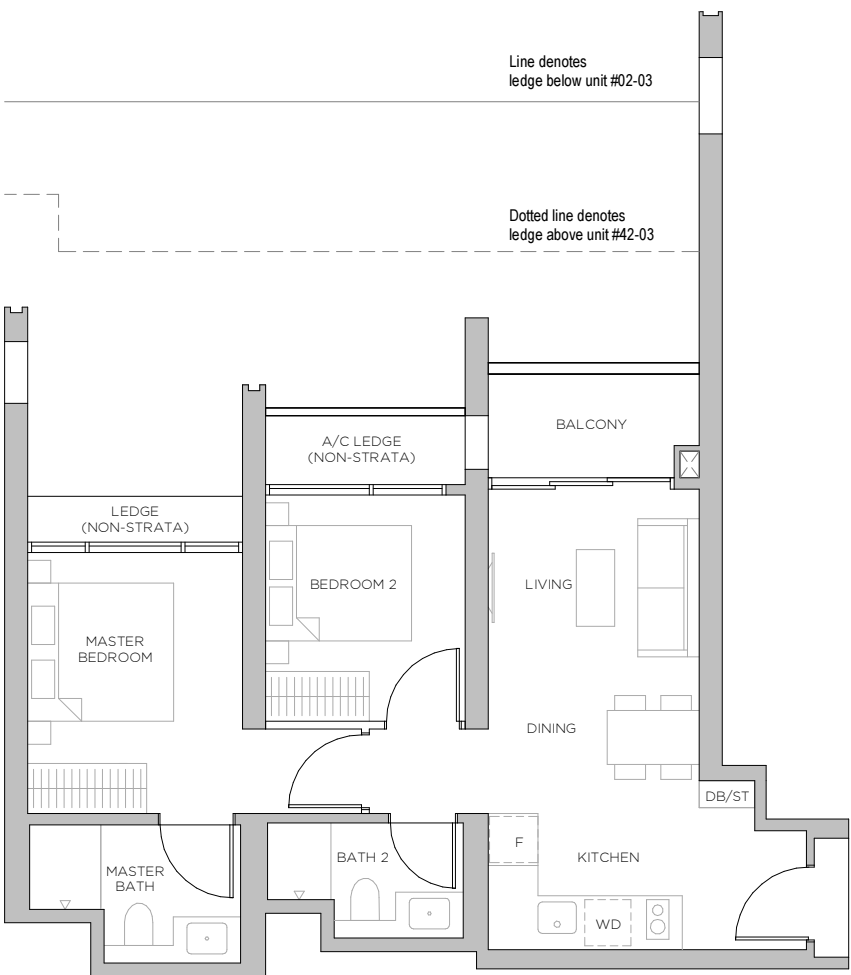 Line denotes
ledge below unit #02-03
Dotted line denotes
ledge above unit #42-03
BALCONY
A/C LEDGE
(NON-STRATA)
LEDGE
(NON-STRATA)
BEDROOM 2
LIVING
MASTER
BEDROOM
DINING
DB/ST
F
KITCHEN
BATH 2
MASTER
BATH
WD